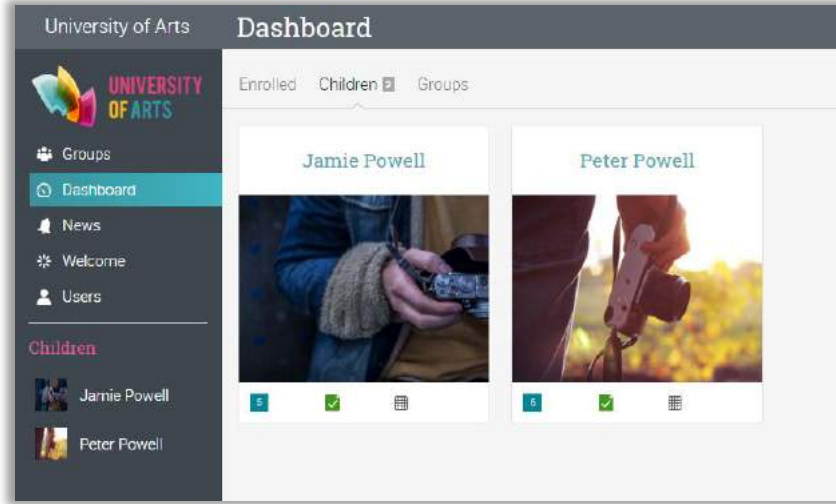 University of Arts
Dashboard
UNIVERSITY
OF ARTS
Groups
Dashboard
News
Welcome
Users
Children
Jamie Powell
Peter Powell
Enrolled Children 2 Groups
Jamie Powell
Peter Powell
5
6